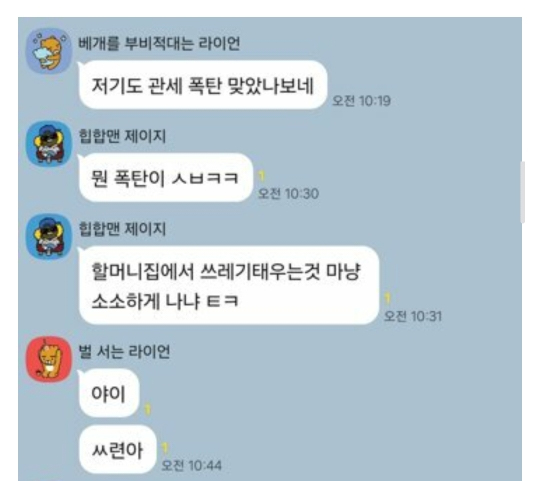 베개를 부비적대는 라이언
저기도 관세 폭탄 맞았나보네
오전 10:19
힙합맨 제이지
뭔 폭탄이 ㅅㅂㅋㅋ
1
오전 10:30
힙합맨 제이지
할머니집에서 쓰레기태우는것 마냥
소소하게 나냐 ㅌㅋ
1
오전 10:31
벌 서는 라이언
야이
1
ㅆ련아
1
오전 10:44